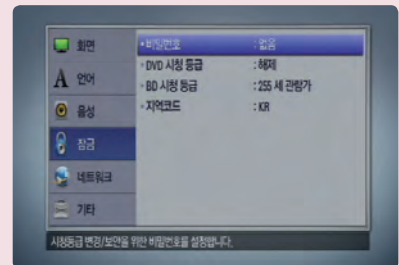 화면
언어
음성
잠금
네트워크
기타
• 비밀번호 : 없음
• DVD 시청 등급 : 해제
• BD 시청 등급 : 255 세 관람가
• 지역코드 : KR
시청등급 변경/보안을 위한 비밀번호를 설정합니다.